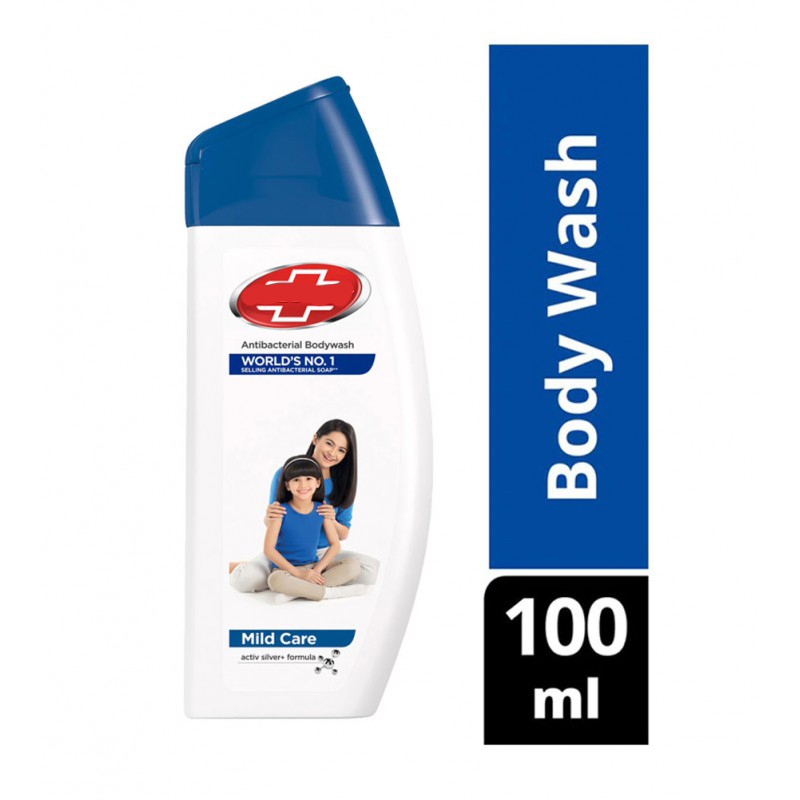 Antibacterial Bodywash
WORLD'S NO. 1
SELLING ANTIBACTERIAL SOAP**
Mild Care
activ silver+ formula
Body Wash
100
ml